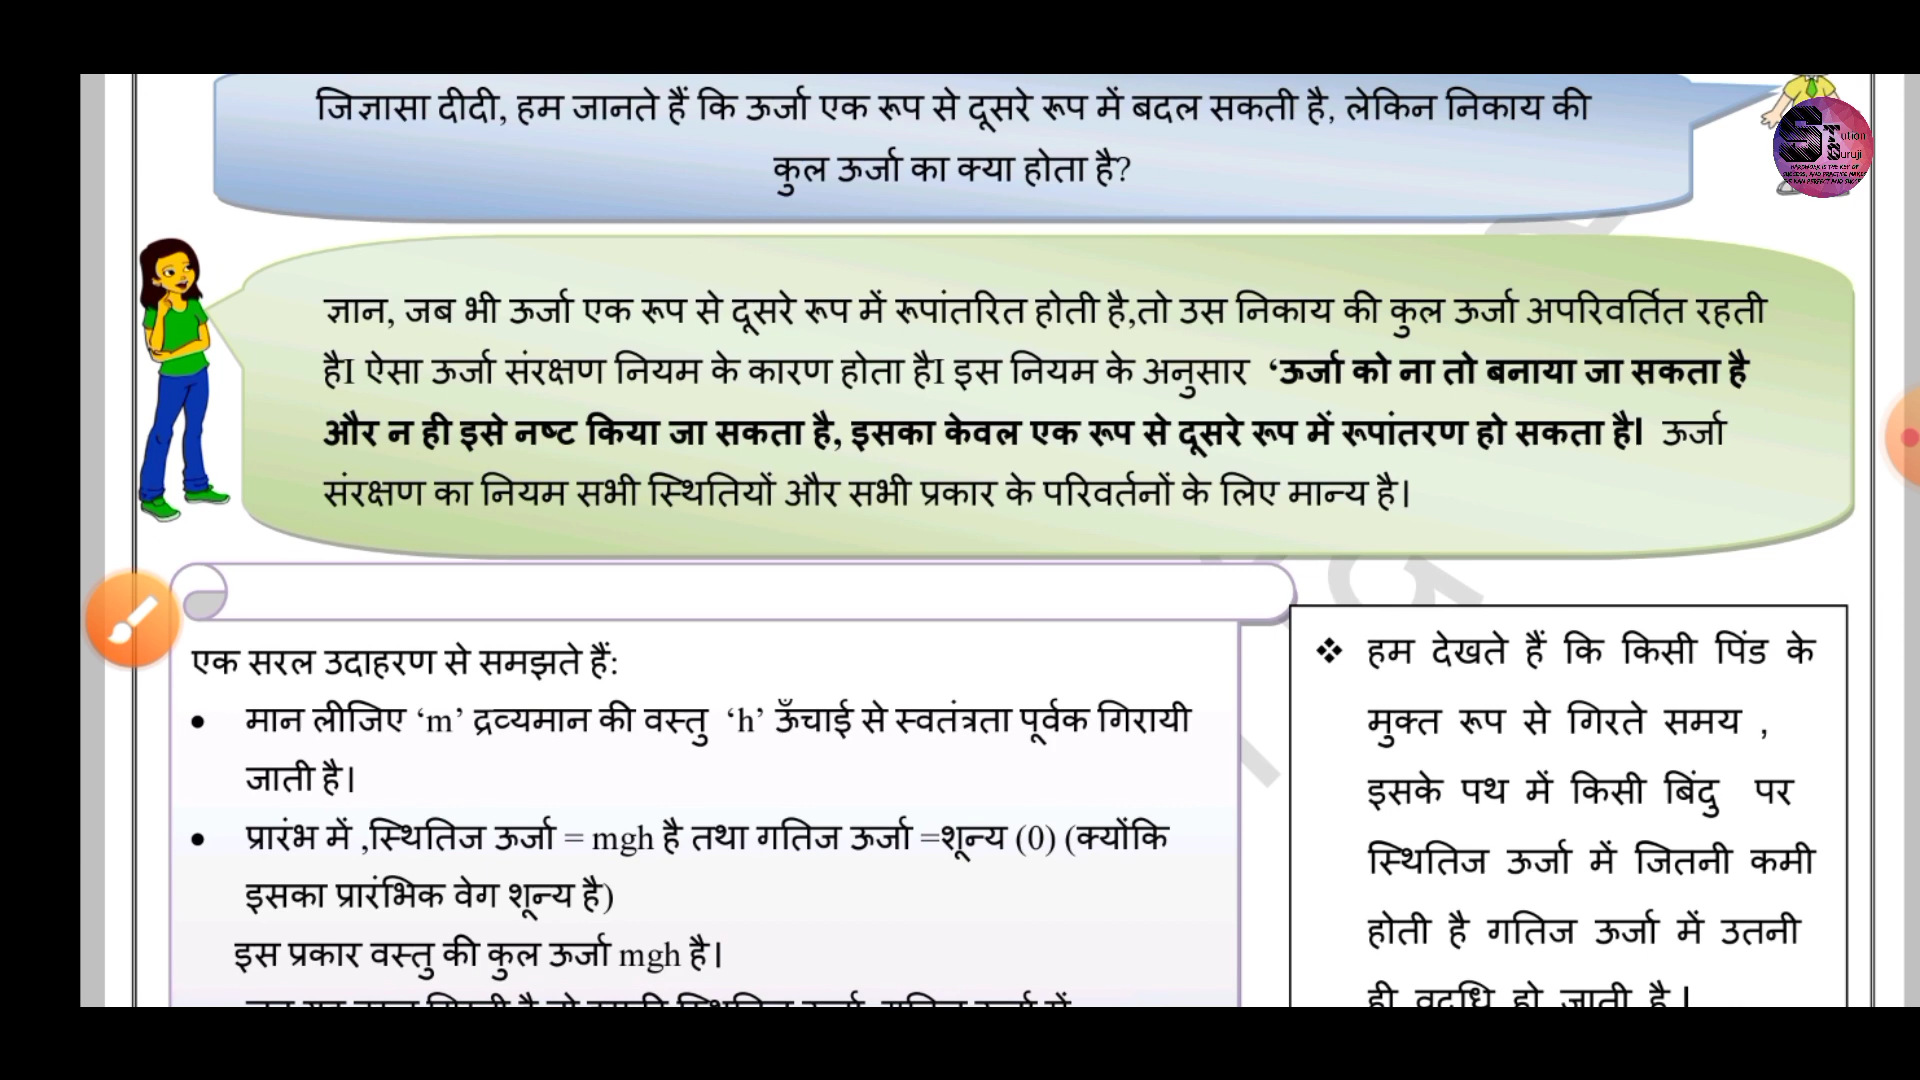 जिज्ञासा दीदी, हम जानते हैं कि ऊर्जा एक रूप से दूसरे रूप में बदल सकती है, लेकिन निकाय की
कुल ऊर्जा का क्या होता है?
ज्ञान, जब भी ऊर्जा एक रूप से दूसरे रूप में रूपांतरित होती है,तो उस निकाय की कुल ऊर्जा अपरिवर्तित रहती
हैI ऐसा ऊर्जा संरक्षण नियम के कारण होता हैI इस नियम के अनुसार ‘ऊर्जा को ना तो बनाया जा सकता है
और न ही इसे नष्ट किया जा सकता है, इसका केवल एक रूप से दूसरे रूप में रूपांतरण हो सकता हैI ऊर्जा
संरक्षण का नियम सभी स्थितियों और सभी प्रकार के परिवर्तनों के लिए मान्य है।
एक सरल उदाहरण से समझते हैं:
• मान लीजिए ‘m’ द्रव्यमान की वस्तु ‘h’ ऊँचाई से स्वतंत्रता पूर्वक गिरायी
जाती है।
• प्रारंभ में ,स्थितिज ऊर्जा = mgh है तथा गतिज ऊर्जा =शून्य (0) (क्योंकि
इसका प्रारंभिक वेग शून्य है)
इस प्रकार वस्तु की कुल ऊर्जा mgh है।
❖ हम देखते हैं कि किसी पिंड के
मुक्त रूप से गिरते समय ,
इसके पथ में किसी बिंदु पर
स्थितिज ऊर्जा में जितनी कमी
होती है गतिज ऊर्जा में उतनी
ही वृद्धि हो जाती है।